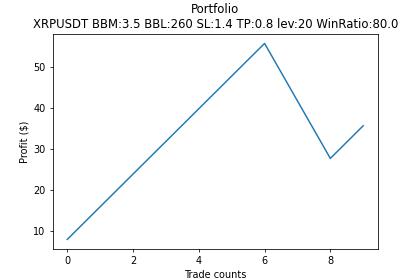 Portfolio
XRPUSDT BBM:3.5 BBL:260 SL:1.4 TP:0.8 lev:20 WinRatio:80.0
50
40
30
20
10
Profit ($)
0 2 4 6 8
Trade counts